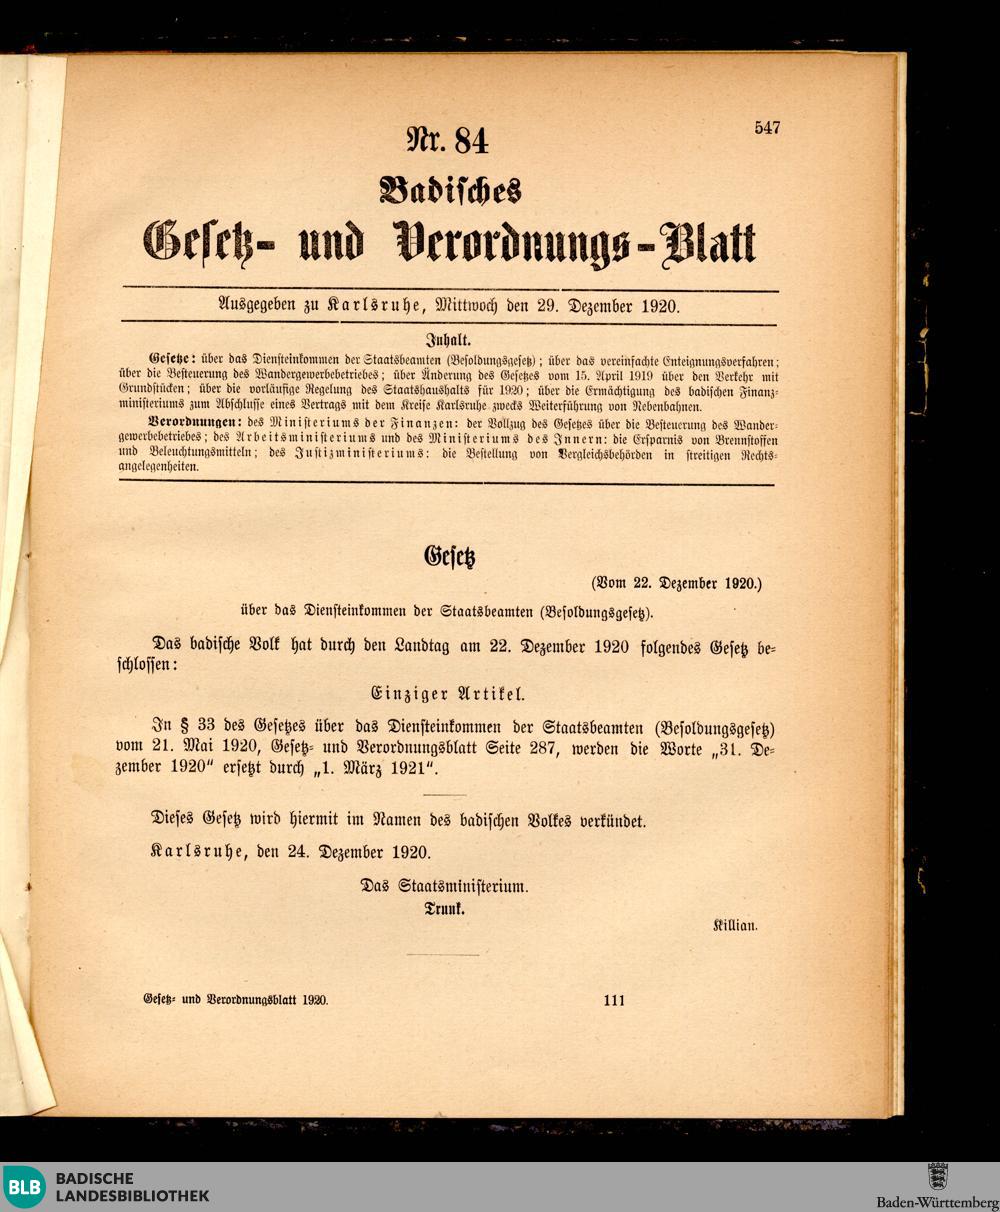 547
Nr. 84
Badisches
Gesetz- und Verordnungs-Blatt
Ausgegeben zu Karlsruhe, Mittwoch den 29. Dezember 1920.
Inhalt.
Gesetze: über das Diensteinkommen der Staatsbeamten (Besoldungsgesetz); über das vereinfachte Enteignungsverfahren;
über die Besteuerung des Wandergewerbebetriebes; über Änderung des Gesetzes vom 15. April 1919 über den Verkehr mit
Grundstücken; über die vorläufige Regelung des Staatshaushalts für 1920; über die Ermächtigung des badischen Finanz-
ministeriums zum Abschlusse eines Vertrags mit dem Kreise Karlsruhe zwecks Weiterführung von Nebenbahnen.
Verordnungen: des Ministeriums der Finanzen: der Vollzug des Gesetzes über die Besteuerung des Wander-
gewerbebetriebes; des Arbeitsministeriums und des Ministeriums des Innern: die Ersparnis von Brennstoffen
und Beleuchtungsmitteln; des Justizministeriums: die Bestellung von Vergleichsbehörden in streitigen Rechts-
angelegenheiten.
Gesetz
(Vom 22. Dezember 1920.)
über das Diensteinkommen der Staatsbeamten (Besoldungsgesetz).
Das badische Volk hat durch den Landtag am 22. Dezember 1920 folgendes Gesetz be-
schlossen:
Einziger Artikel.
In § 33 des Gesetzes über das Diensteinkommen der Staatsbeamten (Besoldungsgesetz)
vom 21. Mai 1920, Gesetz- und Verordnungsblatt Seite 287, werden die Worte „31. De-
zember 1920" ersetzt durch „1. März 1921".
Dieses Gesetz wird hiermit im Namen des badischen Volkes verkündet.
Karlsruhe, den 24. Dezember 1920.
Das Staatsministerium.
Trunk.
Killian.
Gesetz- und Verordnungsblatt 1920.
111
BLB BADISCHE
LANDESBIBLIOTHEK
Baden-Württemberg